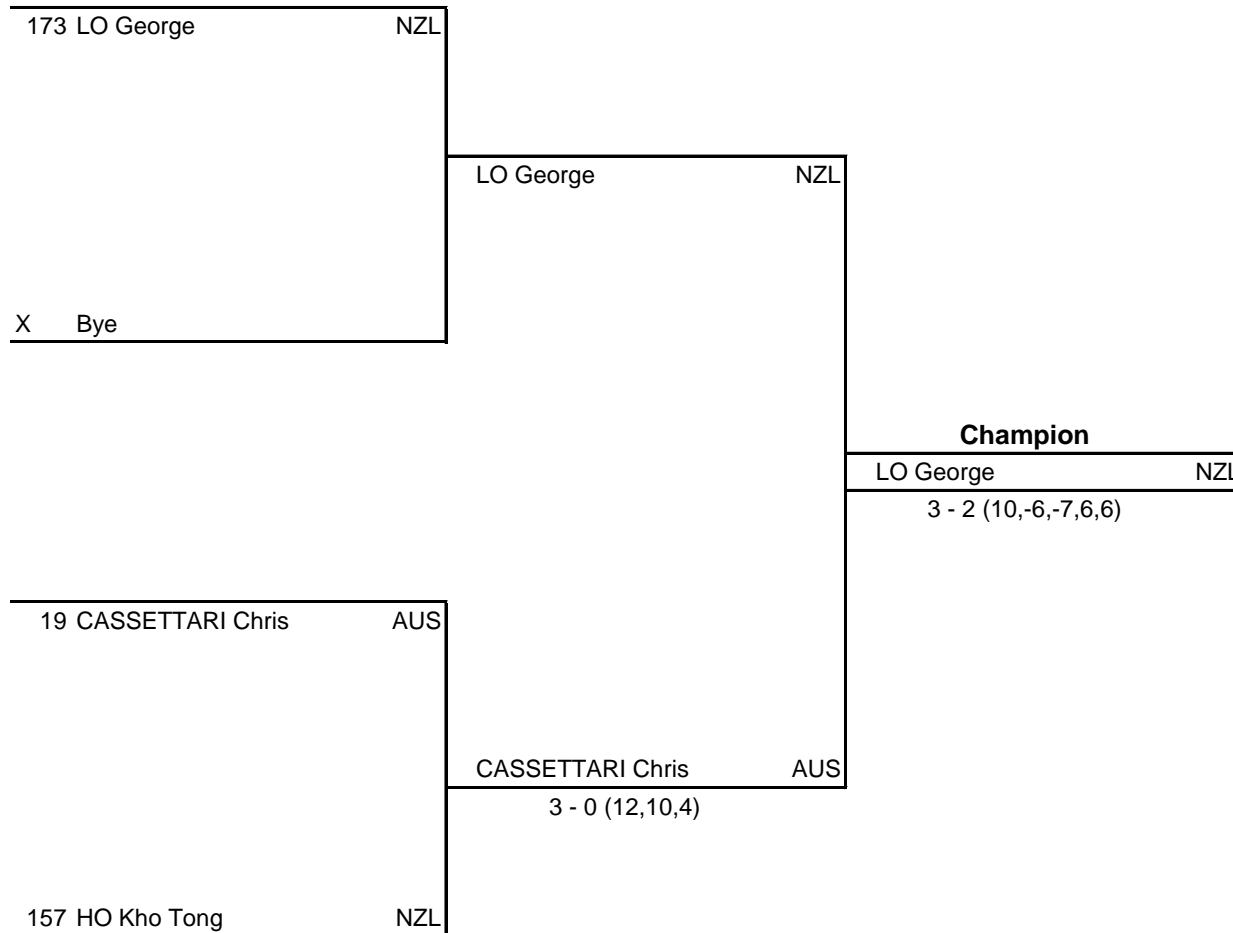 173 LO George NZL
LO George NZL
X Bye
Champion
LO George NZL
3 - 2 (10,-6,-7,6,6)
19 CASSETTARI Chris AUS
CASSETTARI Chris AUS
3 - 0 (12,10,4)
157 HO Kho Tong NZL